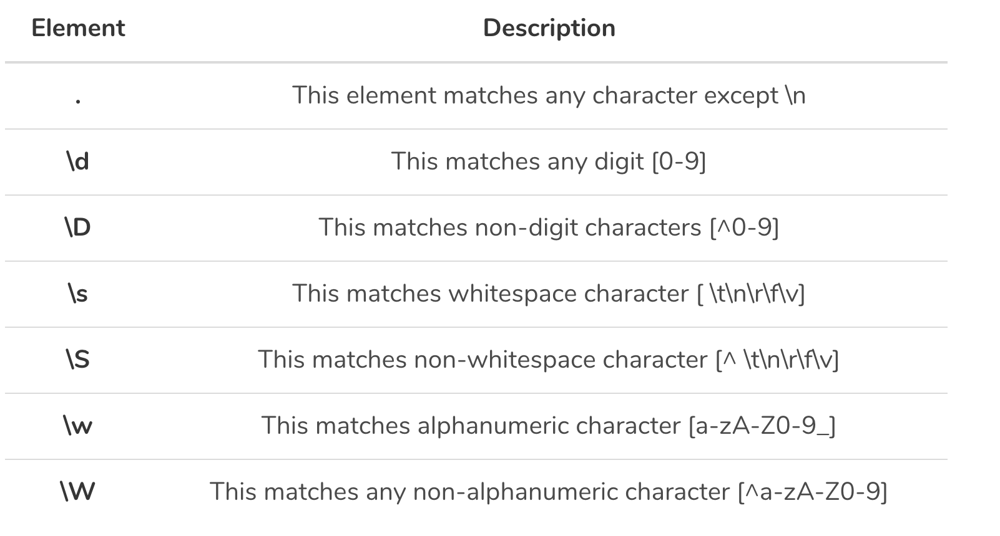 Element Description
. This element matches any character except \n
\d This matches any digit [0-9]
\D This matches non-digit characters [^0-9]
\s This matches whitespace character [ \t\n\r\f\v]
\S This matches non-whitespace character [^ \t\n\r\f\v]
\w This matches alphanumeric character [a-zA-Z0-9_]
\W This matches any non-alphanumeric character [^a-zA-Z0-9]